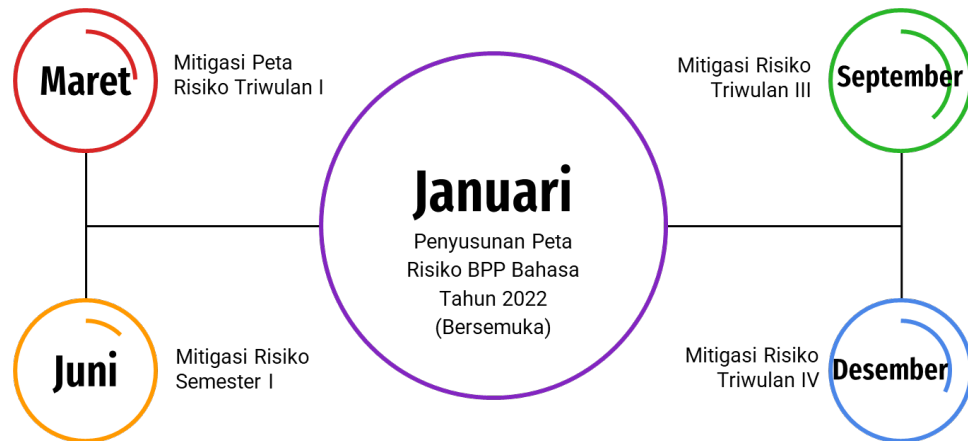 Maret
Mitigasi Peta
Risiko Triwulan I
Juni
Mitigasi Risiko
Semester I
Januari
Penyusunan Peta
Risiko BPP Bahasa
Tahun 2022
(Bersemuka)
Mitigasi Risiko
Triwulan III
September
Mitigasi Risiko
Triwulan IV
Desember